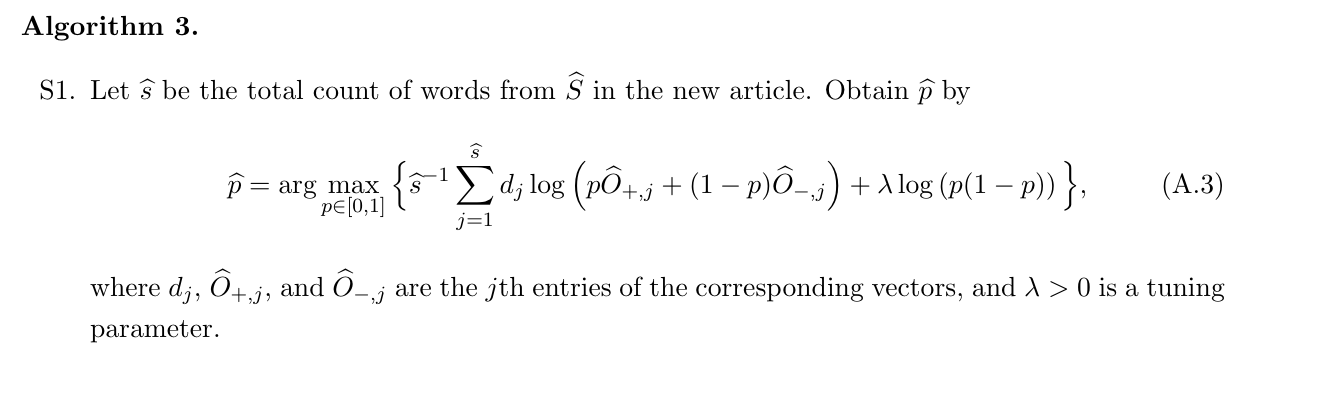 Algorithm 3.
S1. Let $\widehat{s}$ be the total count of words from $\widehat{S}$ in the new article. Obtain $\widehat{p}$ by
$\widehat{p} = \arg\max_{p\in[0,1]} \left\{ \widehat{s}^{-1} \sum_{j=1}^{\widehat{s}} d_j \log \left( p\widehat{O}_{+,j} + (1-p)\widehat{O}_{-,j} \right) + \lambda \log \left( p(1-p) \right) \right\},$ (A.3)
where $d_j$, $\widehat{O}_{+,j}$, and $\widehat{O}_{-,j}$ are the $j$th entries of the corresponding vectors, and $\lambda > 0$ is a tuning
parameter.